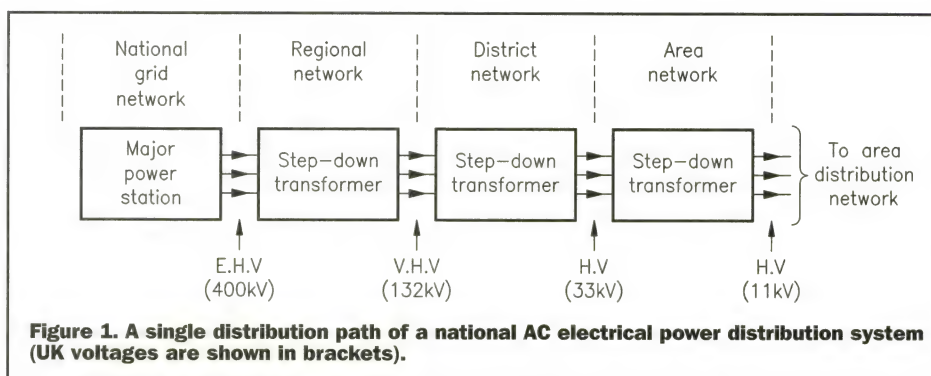 National
grid
network
Regional
network
District
network
Area
network
Major
power
station
Step-down
transformer
Step-down
transformer
Step-down
transformer
To area
distribution
network
E.H.V
(400kV)
V.H.V
(132kV)
H.V
(33kV)
H.V
(11kV)
Figure 1. A single distribution path of a national AC electrical power distribution system
(UK voltages are shown in brackets).